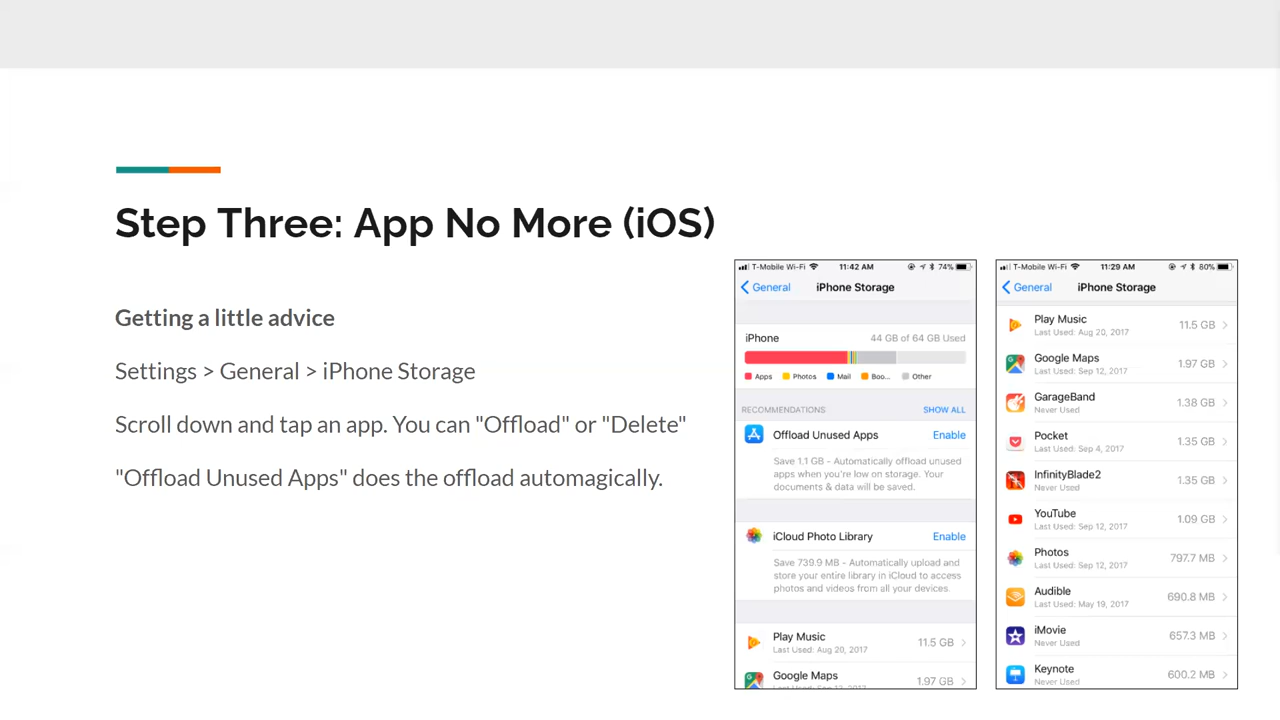 Step Three: App No More (iOS)
Getting a little advice
Settings > General > iPhone Storage
Scroll down and tap an app. You can "Offload" or "Delete"
"Offload Unused Apps" does the offload automagically.
T-Mobile Wi-Fi 11:42 AM 74%
General iPhone Storage
iPhone 44 GB of 64 GB Used
Apps Photos Mail Boo... Other
RECOMMENDATIONS SHOW ALL
Offload Unused Apps Enable
Save 1.1 GB - Automatically offload unused
apps when you're low on storage. Your
documents & data will be saved.
iCloud Photo Library Enable
Save 739.9 MB - Automatically upload and
store your entire library in iCloud to access
photos and videos from all your devices.
Play Music 11.5 GB
Last Used: Aug 20, 2017
Google Maps 1.97 GB
Last Used: Sep 12, 2017
T-Mobile Wi-Fi 11:29 AM 80%
General iPhone Storage
Play Music 11.5 GB
Last Used: Aug 20, 2017
Google Maps 1.97 GB
Last Used: Sep 12, 2017
GarageBand 1.38 GB
Never Used
Pocket 1.35 GB
Last Used: Sep 4, 2017
InfinityBlade2 1.35 GB
Never Used
YouTube 1.09 GB
Last Used: Sep 12, 2017
Photos 797.7 MB
Last Used: Sep 12, 2017
Audible 690.8 MB
Last Used: May 19, 2017
iMovie 657.3 MB
Never Used
Keynote 600.2 MB
Never Used